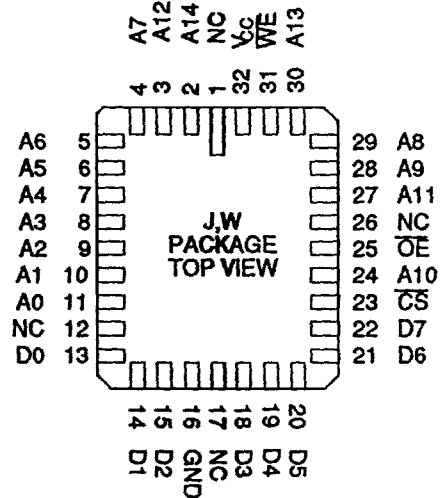 A7 A12 A14 NC VCC WE A13
4 3 2 1 32 31 30
A6 5 29 A8
A5 6 28 A9
A4 7 27 A11
A3 8 26 NC
A2 9 25 OE
A1 10 24 A10
A0 11 23 CS
NC 12 22 D7
D0 13 21 D6
J,W
PACKAGE
TOP VIEW
14 15 16 17 18 19 20
D1 D2 GND NC D3 D4 D5